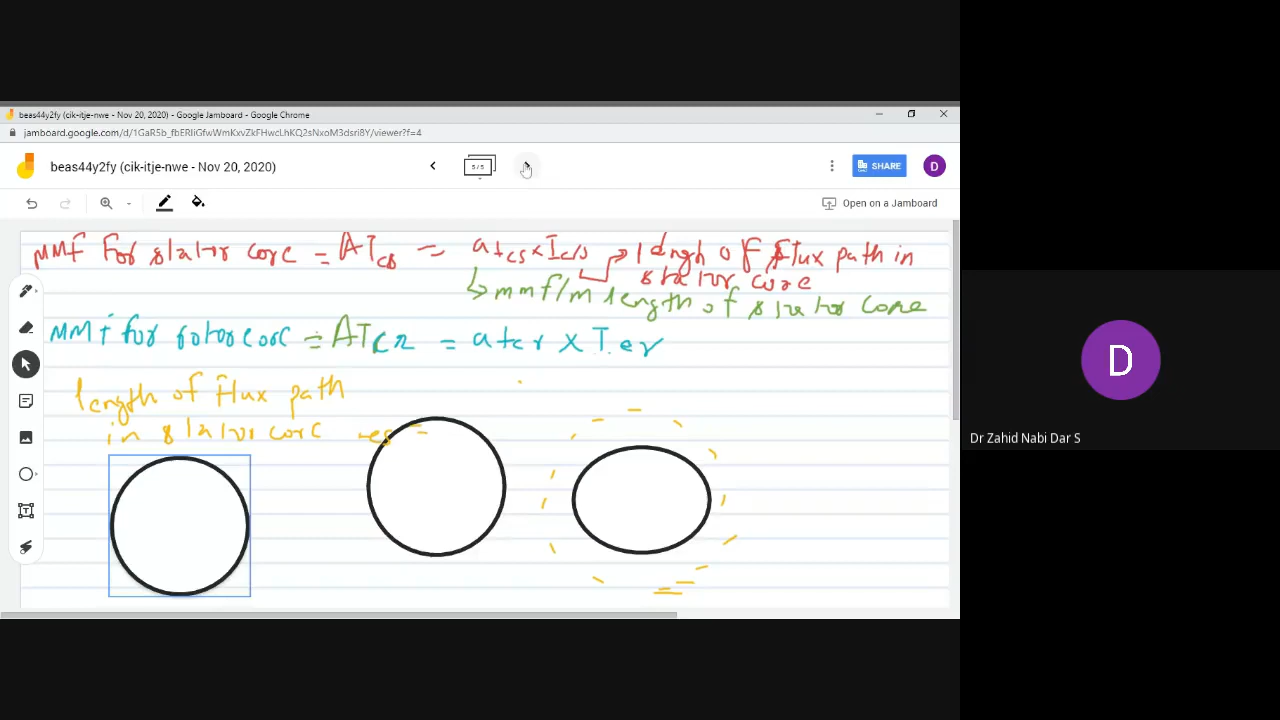 beas44y2fy (cik-itje-nwe - Nov 20, 2020) - Google Jamboard - Google Chrome
jamboard.google.com/d/1GaR5b_fbERliGfwWmKxvZkFHwcLhKQ2sNxoM3dsri8Y/viewer?f=4
beas44y2fy (cik-itje-nwe - Nov 20, 2020)
5/5
SHARE
D
Open on a Jamboard
MMf For stator core = ATcs = atcs x
length of flux path in
stator core
mmf/m length of stator core
MMf for rotor core = ATcr = atcr x
length of flux path
in stator core
D
Dr Zahid Nabi Dar S